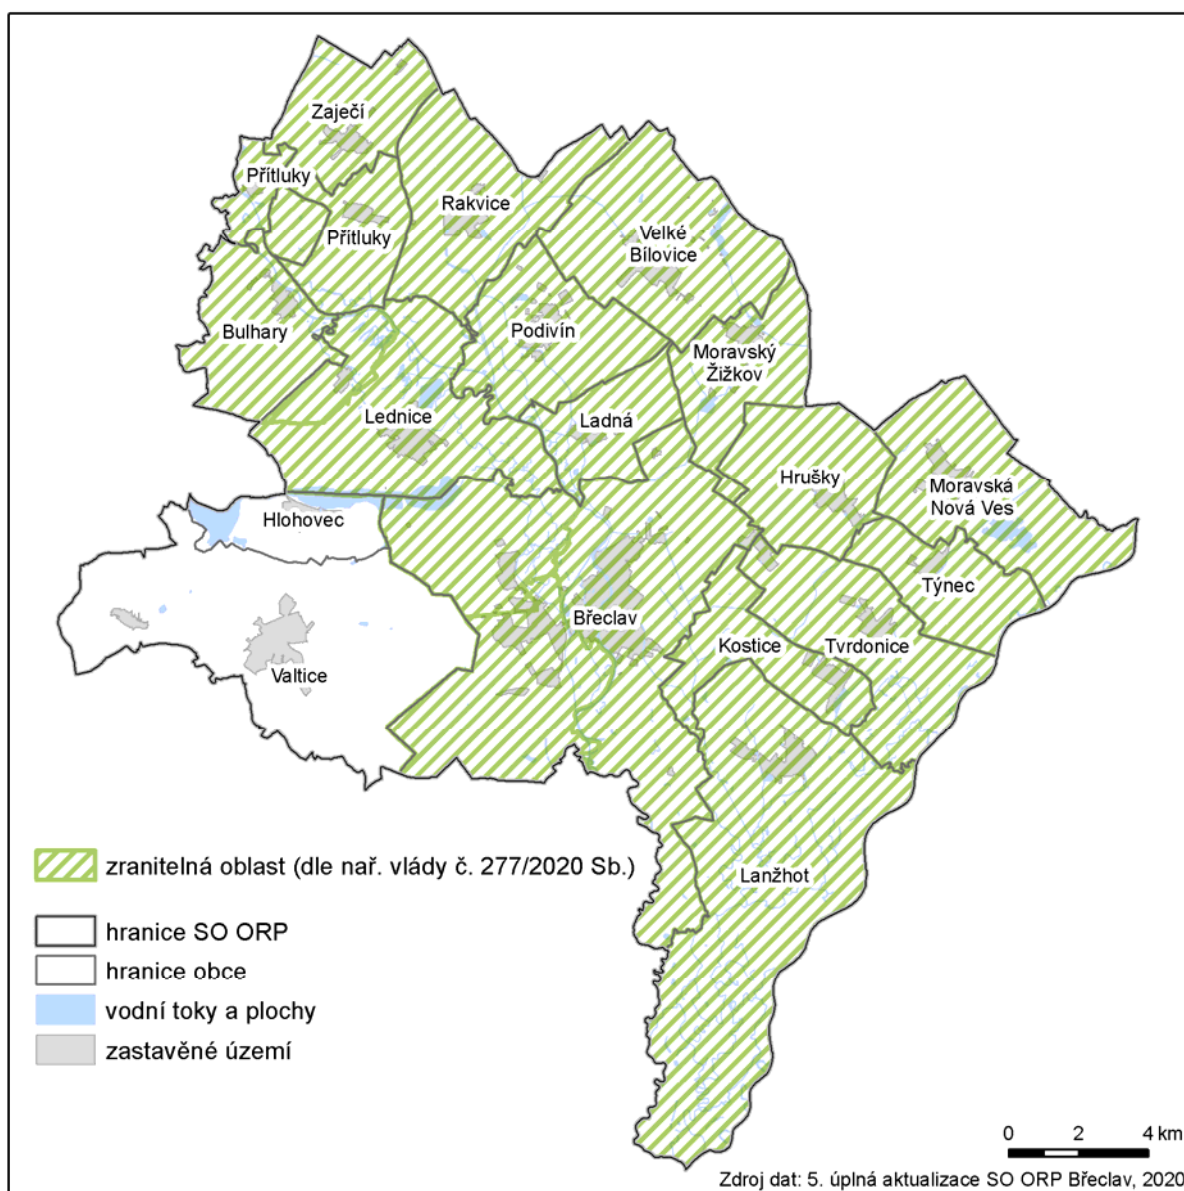 Zaječí
Přítluky
Rakvice
Přítluky
Velké
Bílovice
Bulhary
Podivín
Moravský
Žižkov
Lednice
Ladná
Hrušky
Moravská
Nová Ves
Hlohovec
Týnec
Břeclav
Kostice
Tvrdonice
Valtice
Lanžhot
zranitelná oblast (dle nař. vlády č. 277/2020 Sb.)
hranice SO ORP
hranice obce
vodní toky a plochy
zastavěné území
0 2 4 km
Zdroj dat: 5. úplná aktualizace SO ORP Břeclav, 2020